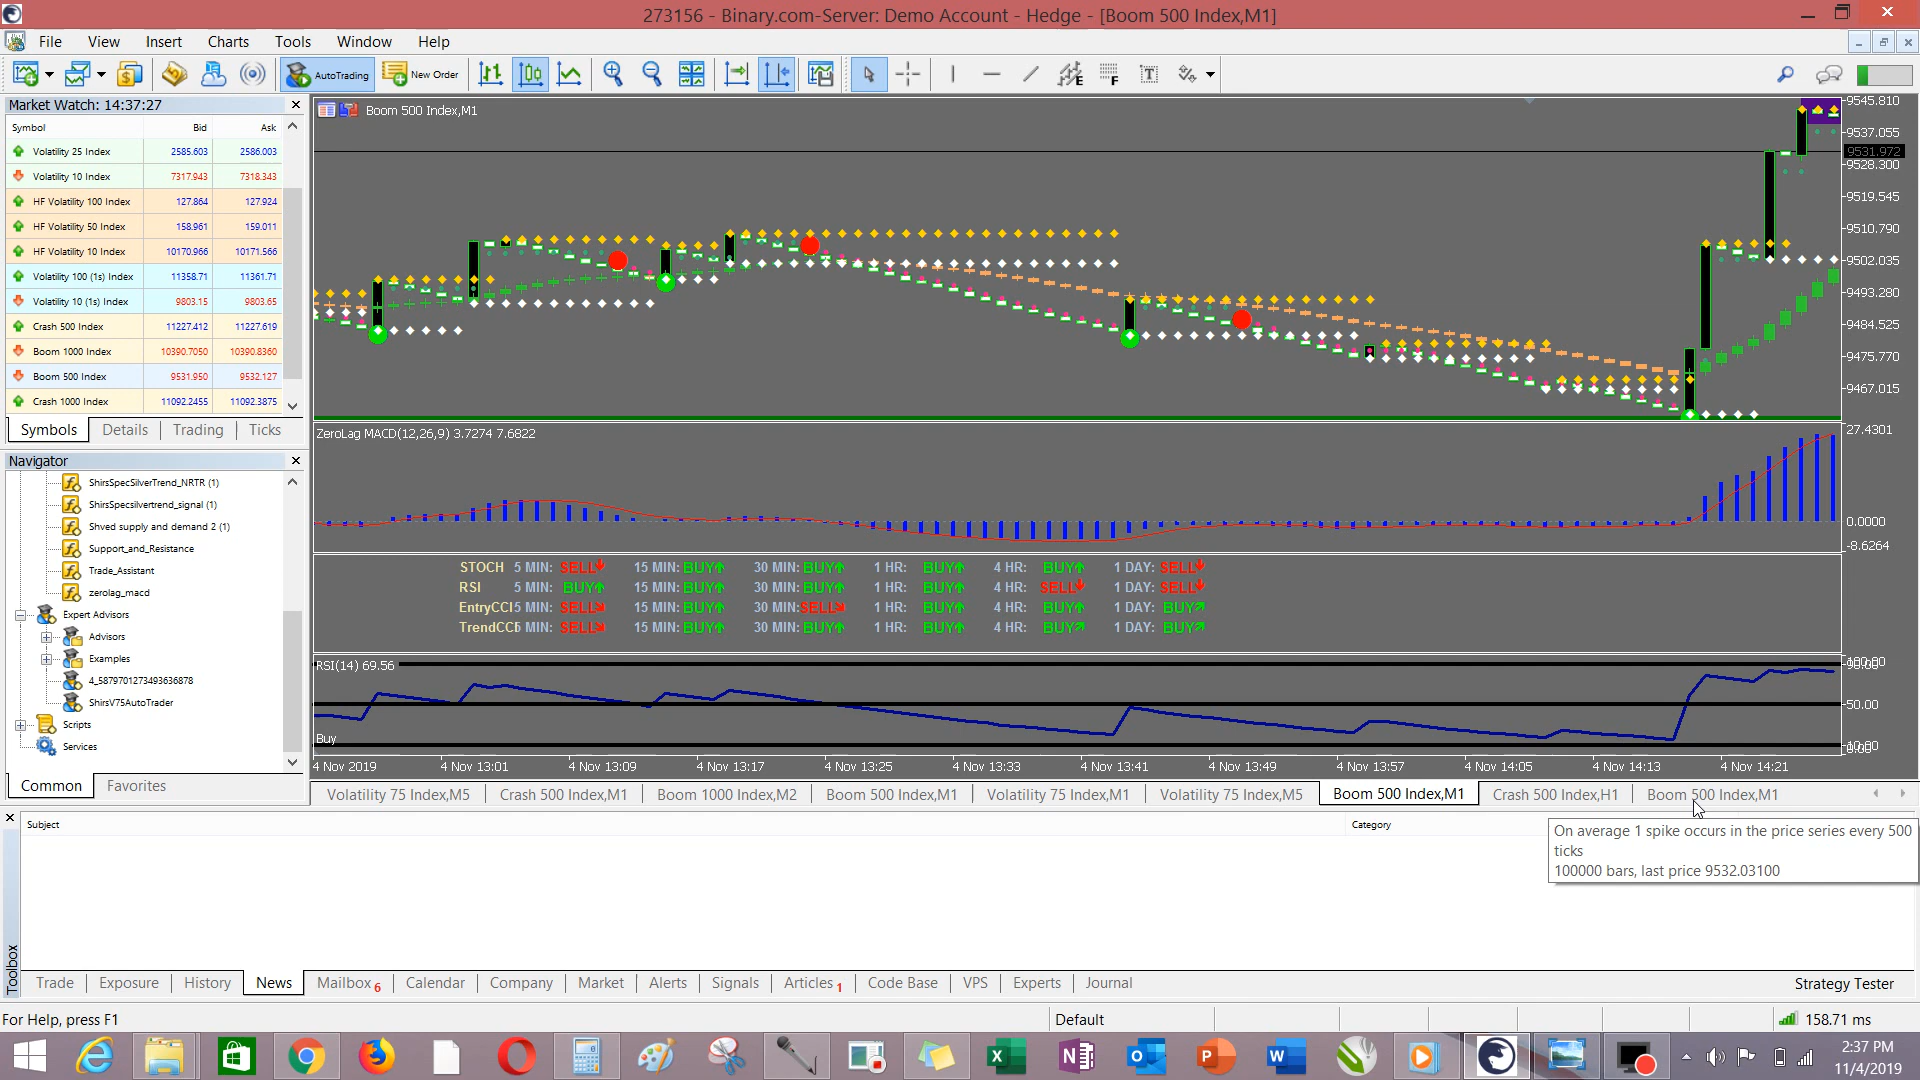 273156 - Binary.com-Server: Demo Account - Hedge - [Boom 500 Index,M1]
File View Insert Charts Tools Window Help
AutoTrading New Order
Market Watch: 14:37:27
Symbol Bid Ask
Volatility 25 Index 2585.603 2586.003
Volatility 10 Index 7317.943 7318.343
HF Volatility 100 Index 127.864 127.924
HF Volatility 50 Index 158.961 159.011
HF Volatility 10 Index 10170.966 10171.566
Volatility 100 (1s) Index 11358.71 11361.71
Volatility 10 (1s) Index 9803.15 9803.65
Crash 500 Index 11227.412 11227.619
Boom 1000 Index 10390.7050 10390.8360
Boom 500 Index 9531.950 9532.127
Crash 1000 Index 11092.2455 11092.3875
Symbols Details Trading Ticks
Navigator
ShirsSpecSilverTrend_NRTR (1)
ShirsSpecsilvertrend_signal (1)
Shved supply and demand 2 (1)
Support_and_Resistance
Trade_Assistant
zerolag_macd
Expert Advisors
Advisors
Examples
4_5879701273493636878
ShirsV75AutoTrader
Scripts
Services
Common Favorites
Boom 500 Index,M1
9545.810
9537.055
9531.972
9528.300
9519.545
9510.790
9502.035
9493.280
9484.525
9475.770
9467.015
ZeroLag MACD(12,26,9) 3.7274 7.6822
27.4301
0.0000
-8.6264
STOCH 5 MIN: SELL 15 MIN: BUY 30 MIN: BUY 1 HR: BUY 4 HR: BUY 1 DAY: SELL
RSI 5 MIN: BUY 15 MIN: BUY 30 MIN: BUY 1 HR: BUY 4 HR: SELL 1 DAY: SELL
EntryCCI5 MIN: SELL 15 MIN: BUY 30 MIN: SELL 1 HR: BUY 4 HR: BUY 1 DAY: BUY
TrendCCI5 MIN: SELL 15 MIN: BUY 30 MIN: BUY 1 HR: BUY 4 HR: BUY 1 DAY: BUY
RSI(14) 69.56
50.00
Buy
4 Nov 2019 4 Nov 13:01 4 Nov 13:09 4 Nov 13:17 4 Nov 13:25 4 Nov 13:33 4 Nov 13:41 4 Nov 13:49 4 Nov 13:57 4 Nov 14:05 4 Nov 14:13 4 Nov 14:21
Volatility 75 Index,M5 Crash 500 Index,M1 Boom 1000 Index,M2 Boom 500 Index,M1 Volatility 75 Index,M1 Volatility 75 Index,M5 Boom 500 Index,M1 Crash 500 Index,H1 Boom 500 Index,M1
Subject Category
On average 1 spike occurs in the price series every 500
ticks
100000 bars, last price 9532.03100
Toolbox
Trade Exposure History News Mailbox 6 Calendar Company Market Alerts Signals Articles 1 Code Base VPS Experts Journal Strategy Tester
For Help, press F1 Default 158.71 ms
2:37 PM
11/4/2019